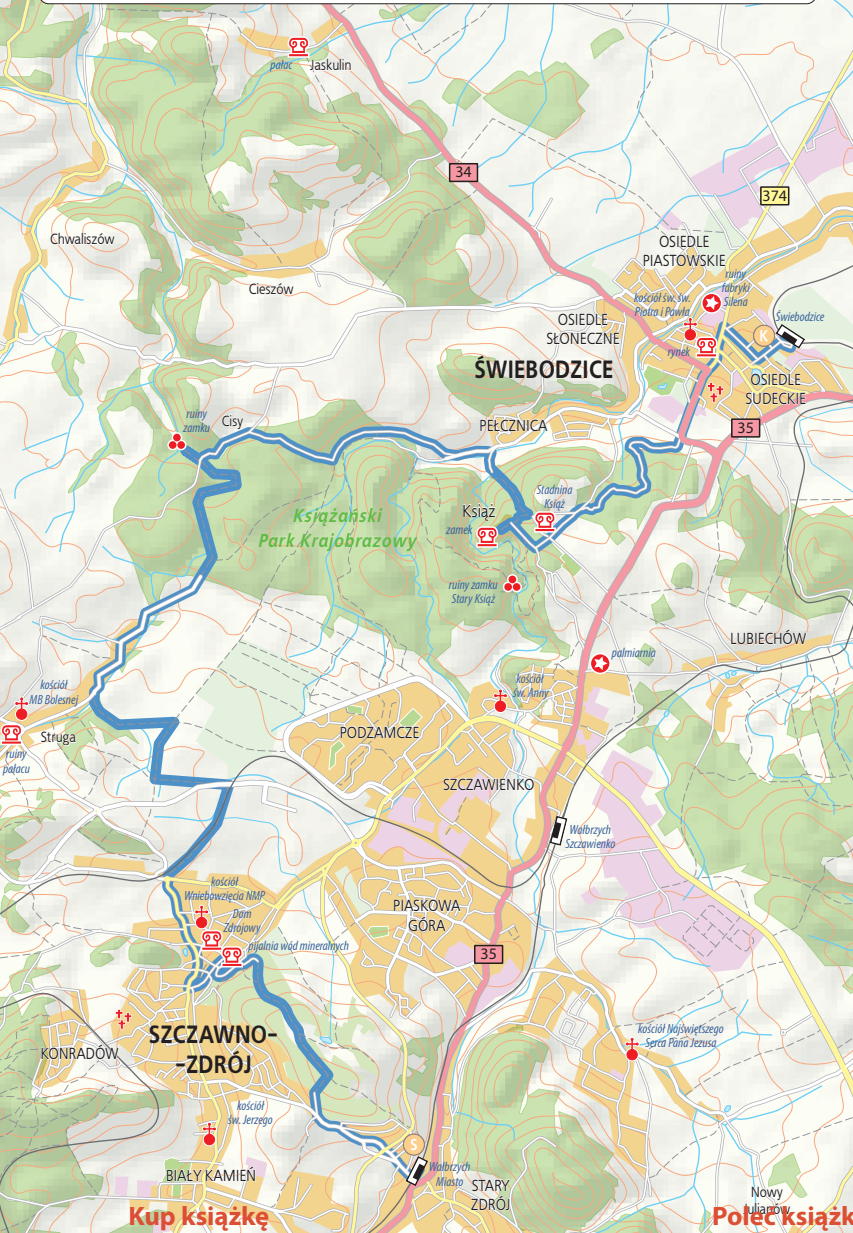 pałac
Jaskulin
34
374
Chwaliszów
OSIEDLE
PIASTOWSKIE
ruiny
fabryki
Silena
Cieszów
kościół św. św.
Piotra i Pawła
Świebodzice
OSIEDLE
SŁONECZNE
K
rynek
ŚWIEBODZICE
OSIEDLE
SUDECKIE
ruiny
zamku
Cisy
PEŁCZNICA
35
Stadnina
Książ
Książ
zamek
Książański
Park Krajobrazowy
ruiny zamku
Stary Książ
LUBIECHÓW
palmiarnia
kościół
MB Bolesnej
kościół
św. Anny
Struga
ruiny
pałacu
PODZAMCZE
SZCZAWIENKO
Wałbrzych
Szczawienko
kościół
Wniebowzięcia NMP
PIASKOWA
GÓRA
Dom
Zdrojowy
pijalnia wód mineralnych
35
SZCZAWNO-
-ZDRÓJ
KONRADÓW
kościół Najświętszego
Serca Pana Jezusa
kościół
św. Jerzego
S
Wałbrzych
Miasto
BIAŁY KAMIEŃ
STARY
ZDRÓJ
Nowy
Julianów
Kup książkę
Poleć książk